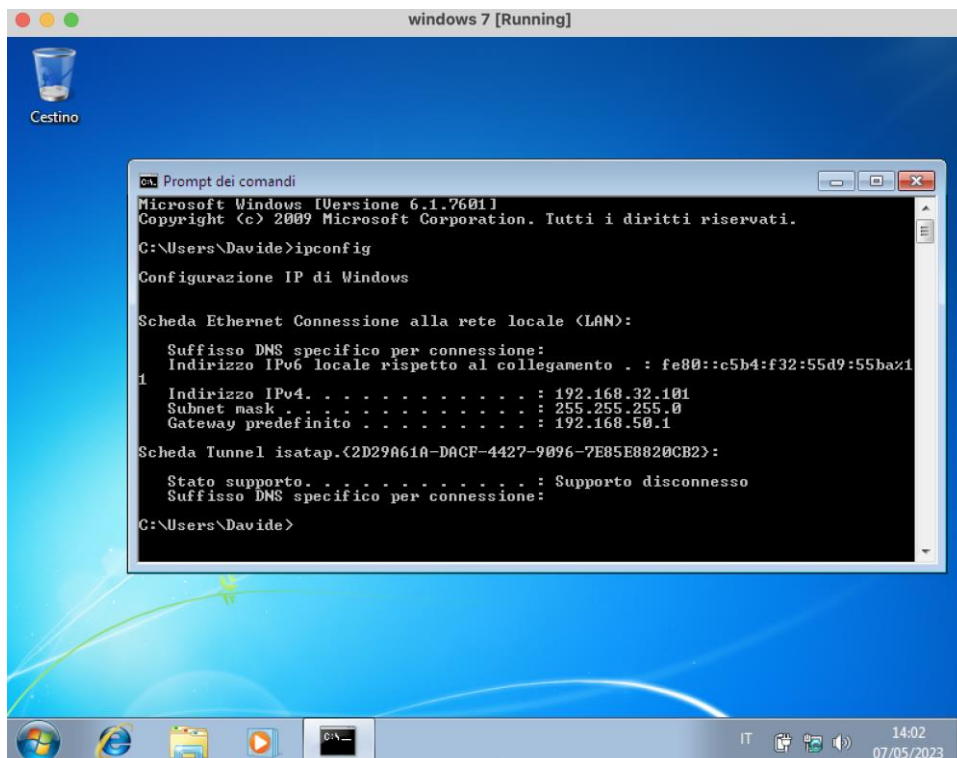 windows 7 [Running]
Cestino
Prompt dei comandi
Microsoft Windows [Versione 6.1.7601]
Copyright (c) 2009 Microsoft Corporation. Tutti i diritti riservati.
C:\Users\Davide>ipconfig
Configurazione IP di Windows
Scheda Ethernet Connessione alla rete locale (LAN):
Suffisso DNS specifico per connessione:
Indirizzo IPv6 locale rispetto al collegamento . : fe80::c5b4:f32:55d9:55ba%1
1
Indirizzo IPv4. . . . . . . . . . . . : 192.168.32.101
Subnet mask . . . . . . . . . . . . . : 255.255.255.0
Gateway predefinito . . . . . . . . . : 192.168.50.1
Scheda Tunnel isatap.{2D29A61A-DACF-4427-9096-7E85E8820CB2}:
Stato supporto. . . . . . . . . . . . : Supporto disconnesso
Suffisso DNS specifico per connessione:
C:\Users\Davide>
IT
14:02
07/05/2023